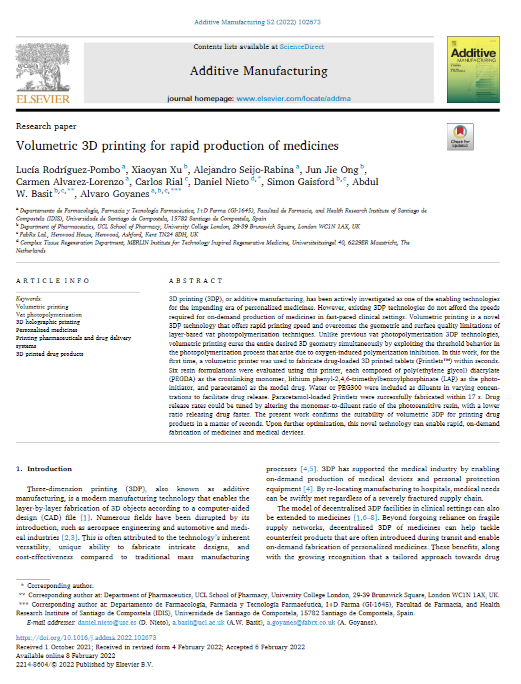 Additive Manufacturing 52 (2022) 102673
Contents lists available at ScienceDirect
Additive Manufacturing
journal homepage: www.elsevier.com/locate/addma
ELSEVIER
Additive
MANUFACTURING
Check for
updates
Research paper
Volumetric 3D printing for rapid production of medicines
Lucía Rodríguez-Pombo a, Xiaoyan Xu b, Alejandro Seijo-Rabina a, Jun Jie Ong b,
Carmen Alvarez-Lorenzo a, Carlos Rial c, Daniel Nieto d,*, Simon Gaisford b,c, Abdul
W. Basit b,c,**, Alvaro Goyanes a,b,c,***
a Departamento de Farmacología, Farmacia y Tecnología Farmacéutica, I+D Farma (GI-1645), Facultad de Farmacia, and Health Research Institute of Santiago de
Compostela (IDIS), Universidade de Santiago de Compostela, 15782 Santiago de Compostela, Spain
b Department of Pharmaceutics, UCL School of Pharmacy, University College London, 29-39 Brunswick Square, London WC1N 1AX, UK
c FabRx Ltd., Henwood House, Henwood, Ashford, Kent TN24 8DH, UK
d Complex Tissue Regeneration Department, MERLN Institute for Technology Inspired Regenerative Medicine, Universiteitssingel 40, 6229ER Maastricht, The
Netherlands
ARTICLE INFO
Keywords:
Volumetric printing
Vat photopolymerization
3D holographic printing
Personalized medicines
Printing pharmaceuticals and drug delivery
systems
3D printed drug products
ABSTRACT
3D printing (3DP), or additive manufacturing, has been actively investigated as one of the enabling technologies
for the impending era of personalized medicines. However, existing 3DP technologies do not afford the speeds
required for on-demand production of medicines in fast-paced clinical settings. Volumetric printing is a novel
3DP technology that offers rapid printing speed and overcomes the geometric and surface quality limitations of
layer-based vat photopolymerization techniques. Unlike previous vat photopolymerization 3DP technologies,
volumetric printing cures the entire desired 3D geometry simultaneously by exploiting the threshold behavior in
the photopolymerization process that arise due to oxygen-induced polymerization inhibition. In this work, for the
first time, a volumetric printer was used to fabricate drug-loaded 3D printed tablets (Printlets™) within seconds.
Six resin formulations were evaluated using this printer, each composed of poly(ethylene glycol) diacrylate
(PEGDA) as the crosslinking monomer, lithium phenyl-2,4,6-trimethylbenzoylphosphinate (LAP) as the photo-
initiator, and paracetamol as the model drug. Water or PEG300 were included as diluents in varying concen-
trations to facilitate drug release. Paracetamol-loaded Printlets were successfully fabricated within 17 s. Drug
release rates could be tuned by altering the monomer-to-diluent ratio of the photosensitive resin, with a lower
ratio releasing drug faster. The present work confirms the suitability of volumetric 3DP for printing drug
products in a matter of seconds. Upon further optimization, this novel technology can enable rapid, on-demand
fabrication of medicines and medical devices.
1. Introduction
Three-dimension printing (3DP), also known as additive
manufacturing, is a modern manufacturing technology that enables the
layer-by-layer fabrication of 3D objects according to a computer-aided
design (CAD) file [1]. Numerous fields have been disrupted by its
introduction, such as aerospace engineering and automotive and medi-
cal industries [2,3]. This is often attributed to the technology's inherent
versatility, unique ability to fabricate intricate designs, and
cost-effectiveness compared to traditional mass manufacturing
processes [4,5]. 3DP has supported the medical industry by enabling
on-demand production of medical devices and personal protection
equipment [4]. By re-locating manufacturing to hospitals, medical needs
can be swiftly met regardless of a severely fractured supply chain.
The model of decentralized 3DP facilities in clinical settings can also
be extended to medicines [1,6–8]. Beyond forgoing reliance on fragile
supply networks, decentralized 3DP of medicines can help tackle
counterfeit products that are often introduced during transit and enable
on-demand fabrication of personalized medicines. These benefits, along
with the growing recognition that a tailored approach towards drug
* Corresponding author.
** Corresponding author at: Department of Pharmaceutics, UCL School of Pharmacy, University College London, 29-39 Brunswick Square, London WC1N 1AX, UK.
*** Corresponding author at: Departamento de Farmacología, Farmacia y Tecnología Farmacéutica, I+D Farma (GI-1645), Facultad de Farmacia, and Health
Research Institute of Santiago de Compostela (IDIS), Universidade de Santiago de Compostela, 15782 Santiago de Compostela, Spain.
E-mail addresses: daniel.nieto@usc.es (D. Nieto), a.basit@ucl.ac.uk (A.W. Basit), a.goyanes@fabrx.co.uk (A. Goyanes).
https://doi.org/10.1016/j.addma.2022.102673
Received 1 October 2021; Received in revised form 4 February 2022; Accepted 6 February 2022
Available online 8 February 2022
2214-8604/© 2022 Published by Elsevier B.V.